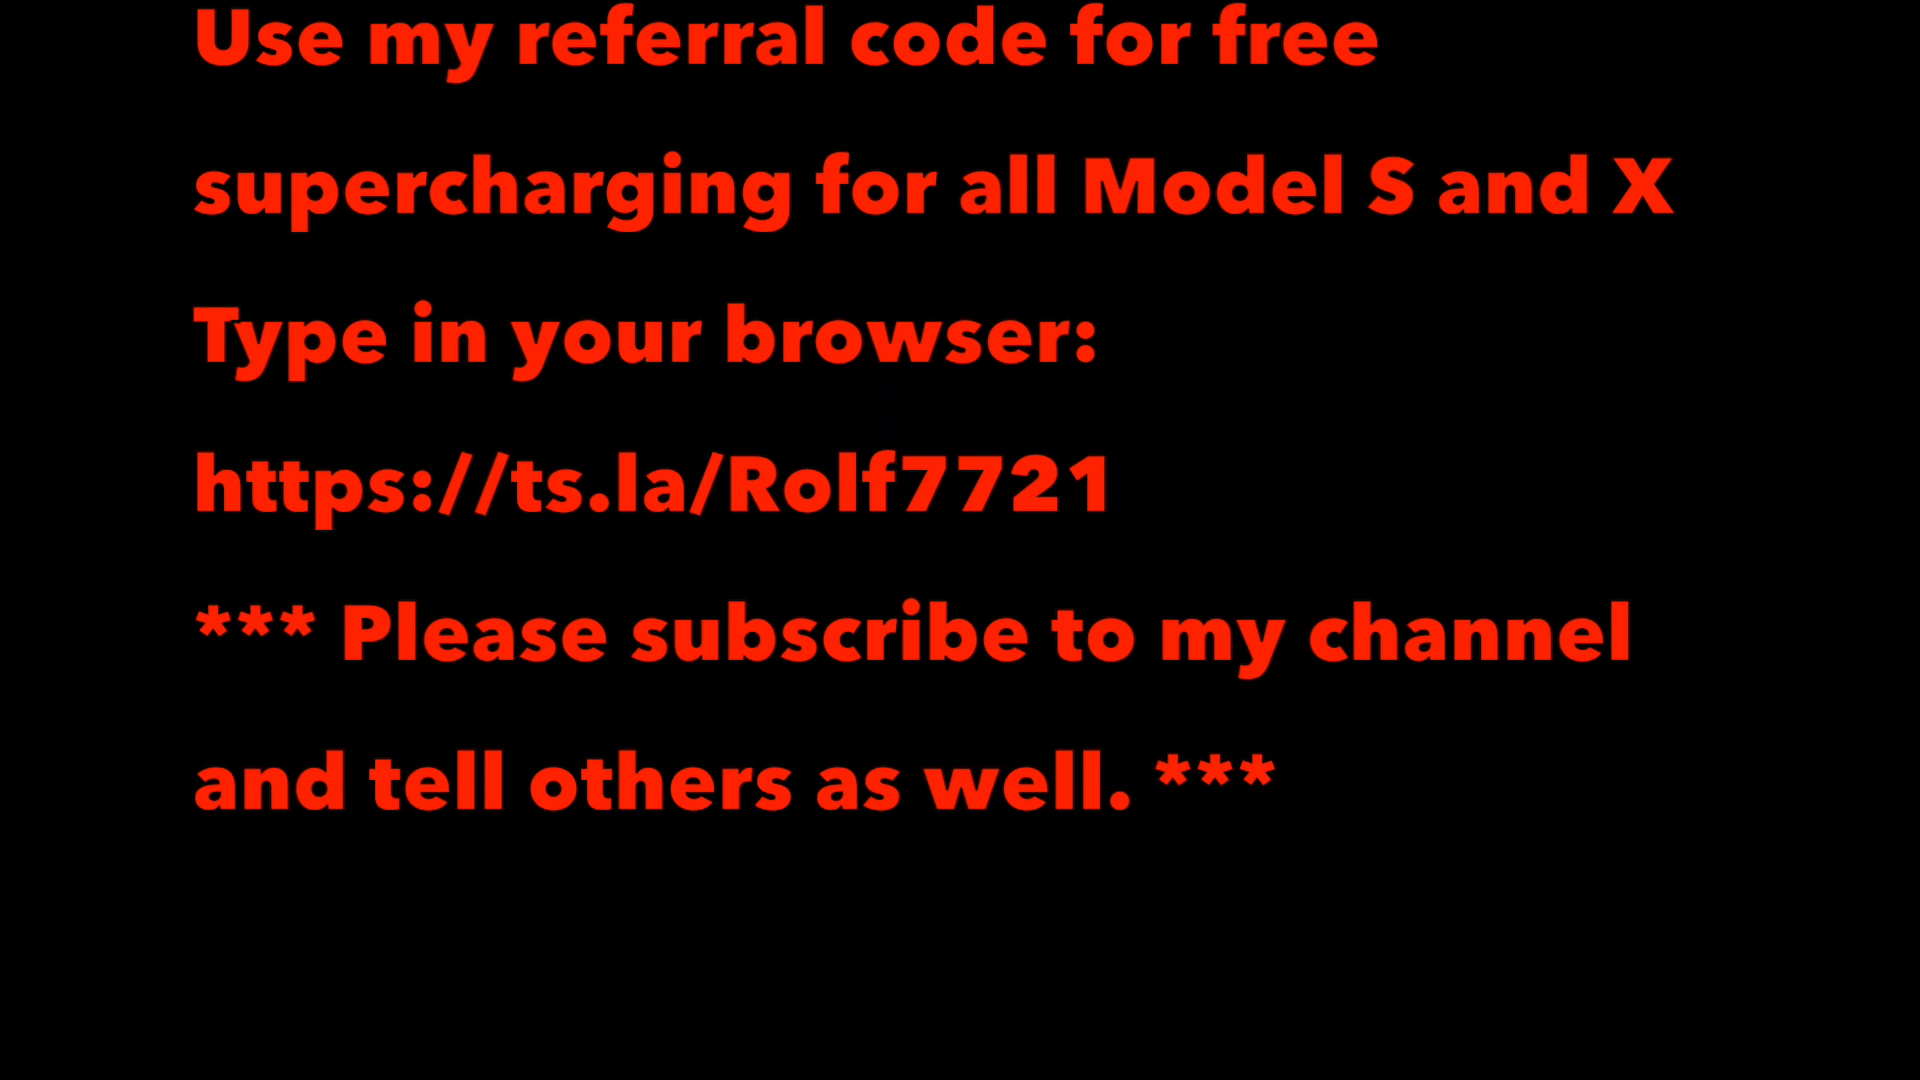 Use my referral code for free
supercharging for all Model S and X
Type in your browser:
https://ts.la/Rolf7721
*** Please subscribe to my channel
and tell others as well. ***